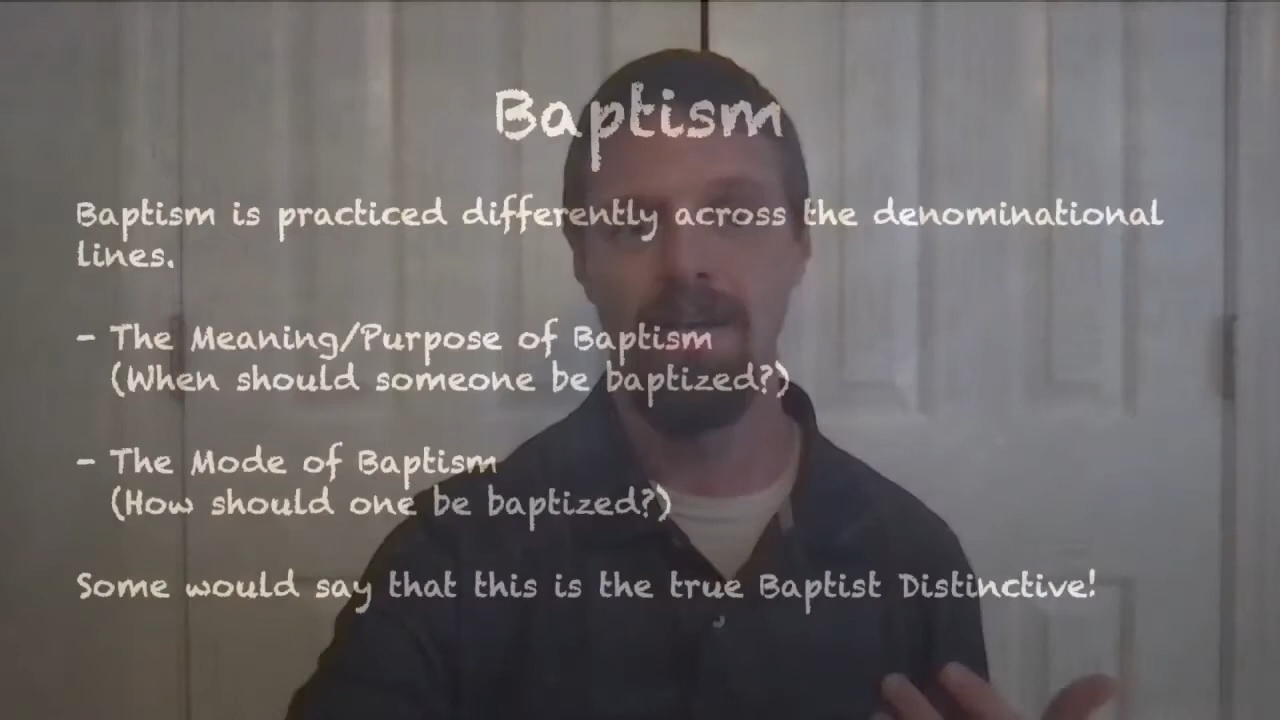 Baptism
Baptism is practiced differently across the denominational
lines.
- The Meaning/Purpose of Baptism
(When should someone be baptized?)
- The Mode of Baptism
(How should one be baptized?)
Some would say that this is the true Baptist Distinctive!